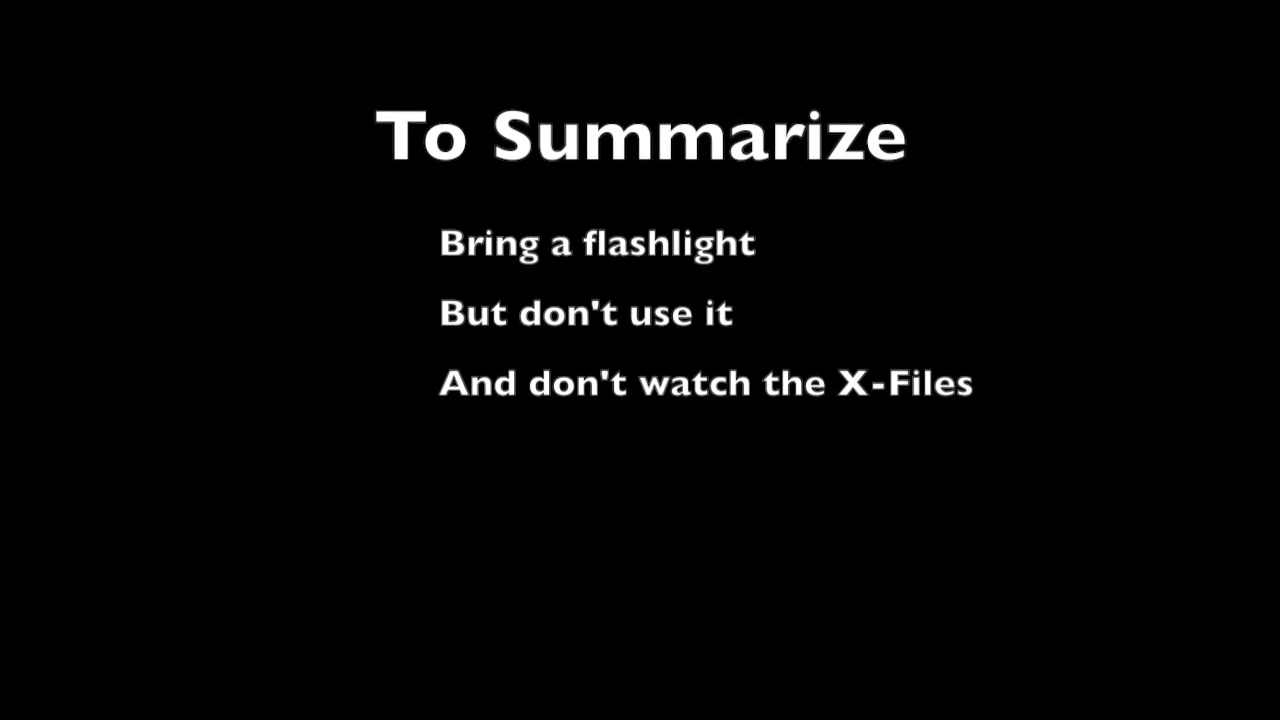 To Summarize
Bring a flashlight
But don't use it
And don't watch the X-Files